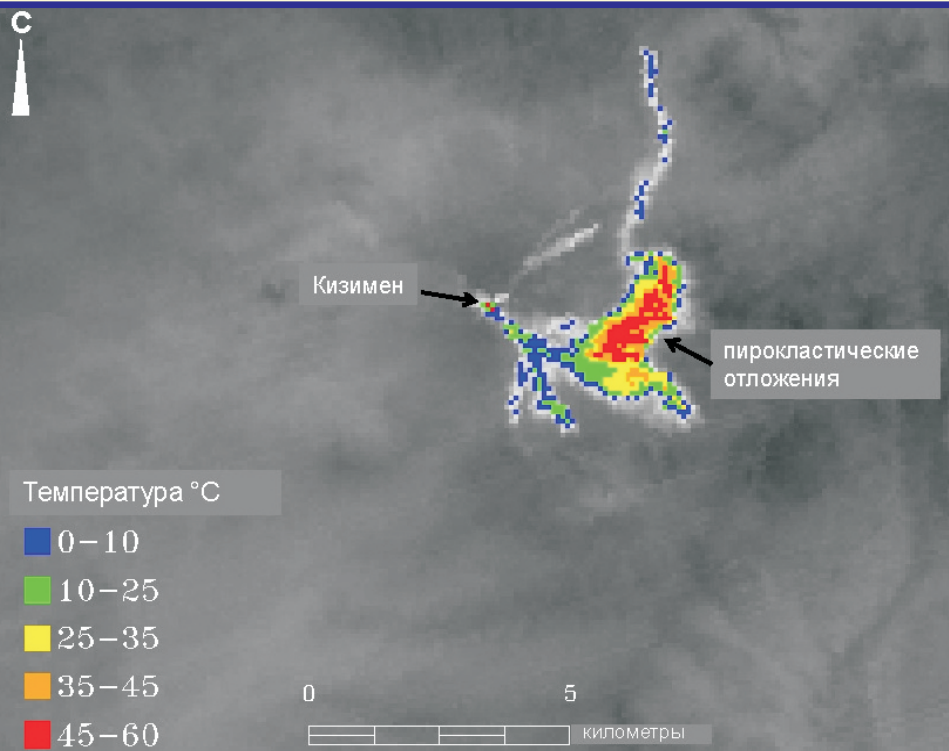 С
Кизимен
пирокластические
отложения
Температура °C
0-10
10-25
25-35
35-45
45-60
0 5
километры